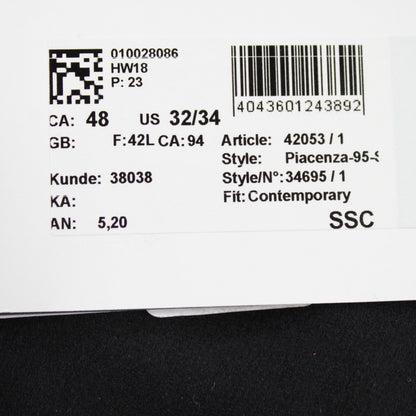 010028086
HW18
P: 23
4043601243892
CA: 48 US 32/34
GB: F:42L CA:94
Article: 42053 / 1
Style: Piacenza-95-S
Kunde: 38038
Style/N°:34695 / 1
KA:
Fit: Contemporary
AN: 5,20
SSC